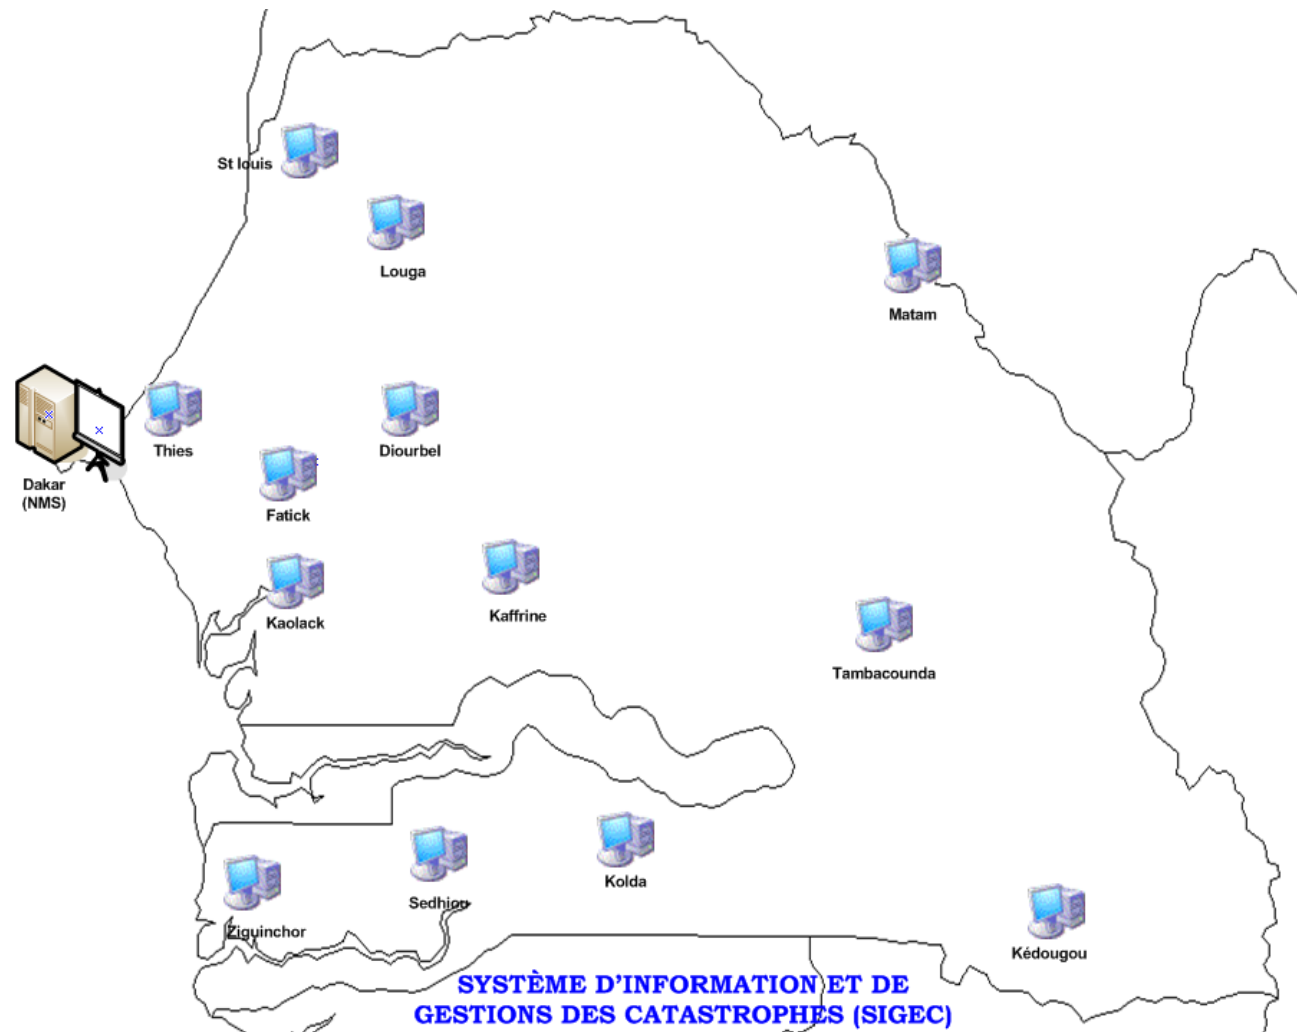 St louis
Louga
Matam
Thies
Diourbel
Dakar
(NMS)
Fatick
Kaffrine
Kaolack
Tambacounda
Kolda
Sedhiou
Ziguinchor
Kédougou
SYSTÈME D'INFORMATION ET DE
GESTIONS DES CATASTROPHES (SIGEC)